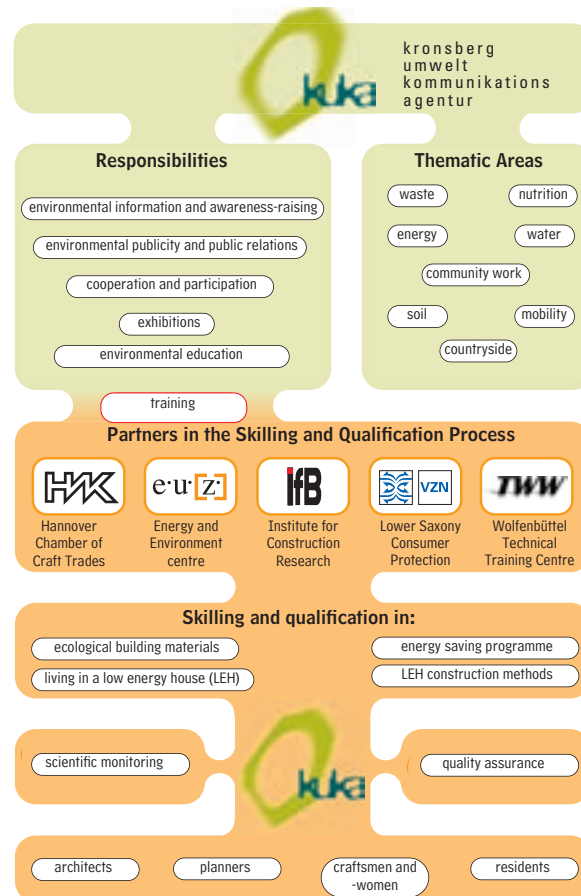 kuka
kronsberg
umwelt
kommunikations
agentur
Responsibilities
environmental information and awareness-raising
environmental publicity and public relations
cooperation and participation
exhibitions
environmental education
training
Thematic Areas
waste
nutrition
energy
water
community work
soil
mobility
countryside
Partners in the Skilling and Qualification Process
HWK
e·u·[z·]
ifB
VZN
TWW
Hannover
Chamber of
Craft Trades
Energy and
Environment
centre
Institute for
Construction
Research
Lower Saxony
Consumer
Protection
Wolfenbüttel
Technical
Training Centre
Skilling and qualification in:
ecological building materials
energy saving programme
living in a low energy house (LEH)
LEH construction methods
scientific monitoring
quality assurance
kuka
architects
planners
craftsmen and
-women
residents